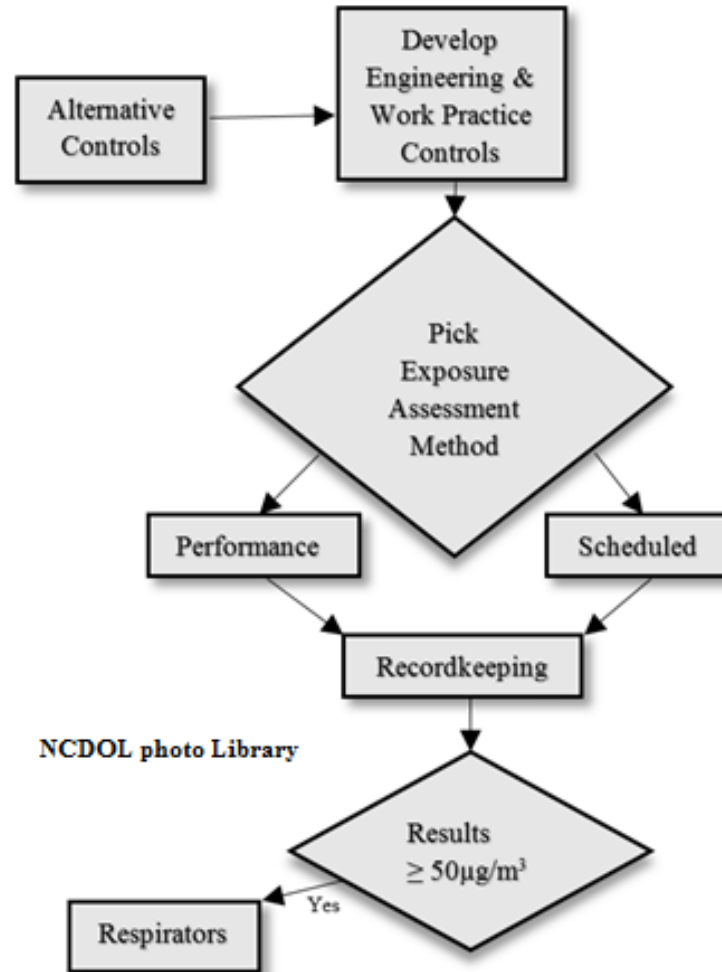 Develop
Engineering &
Work Practice
Controls
Alternative
Controls
Pick
Exposure
Assessment
Method
Performance
Scheduled
Recordkeeping
NCDOL photo Library
Results
≥ 50µg/m³
Yes
Respirators